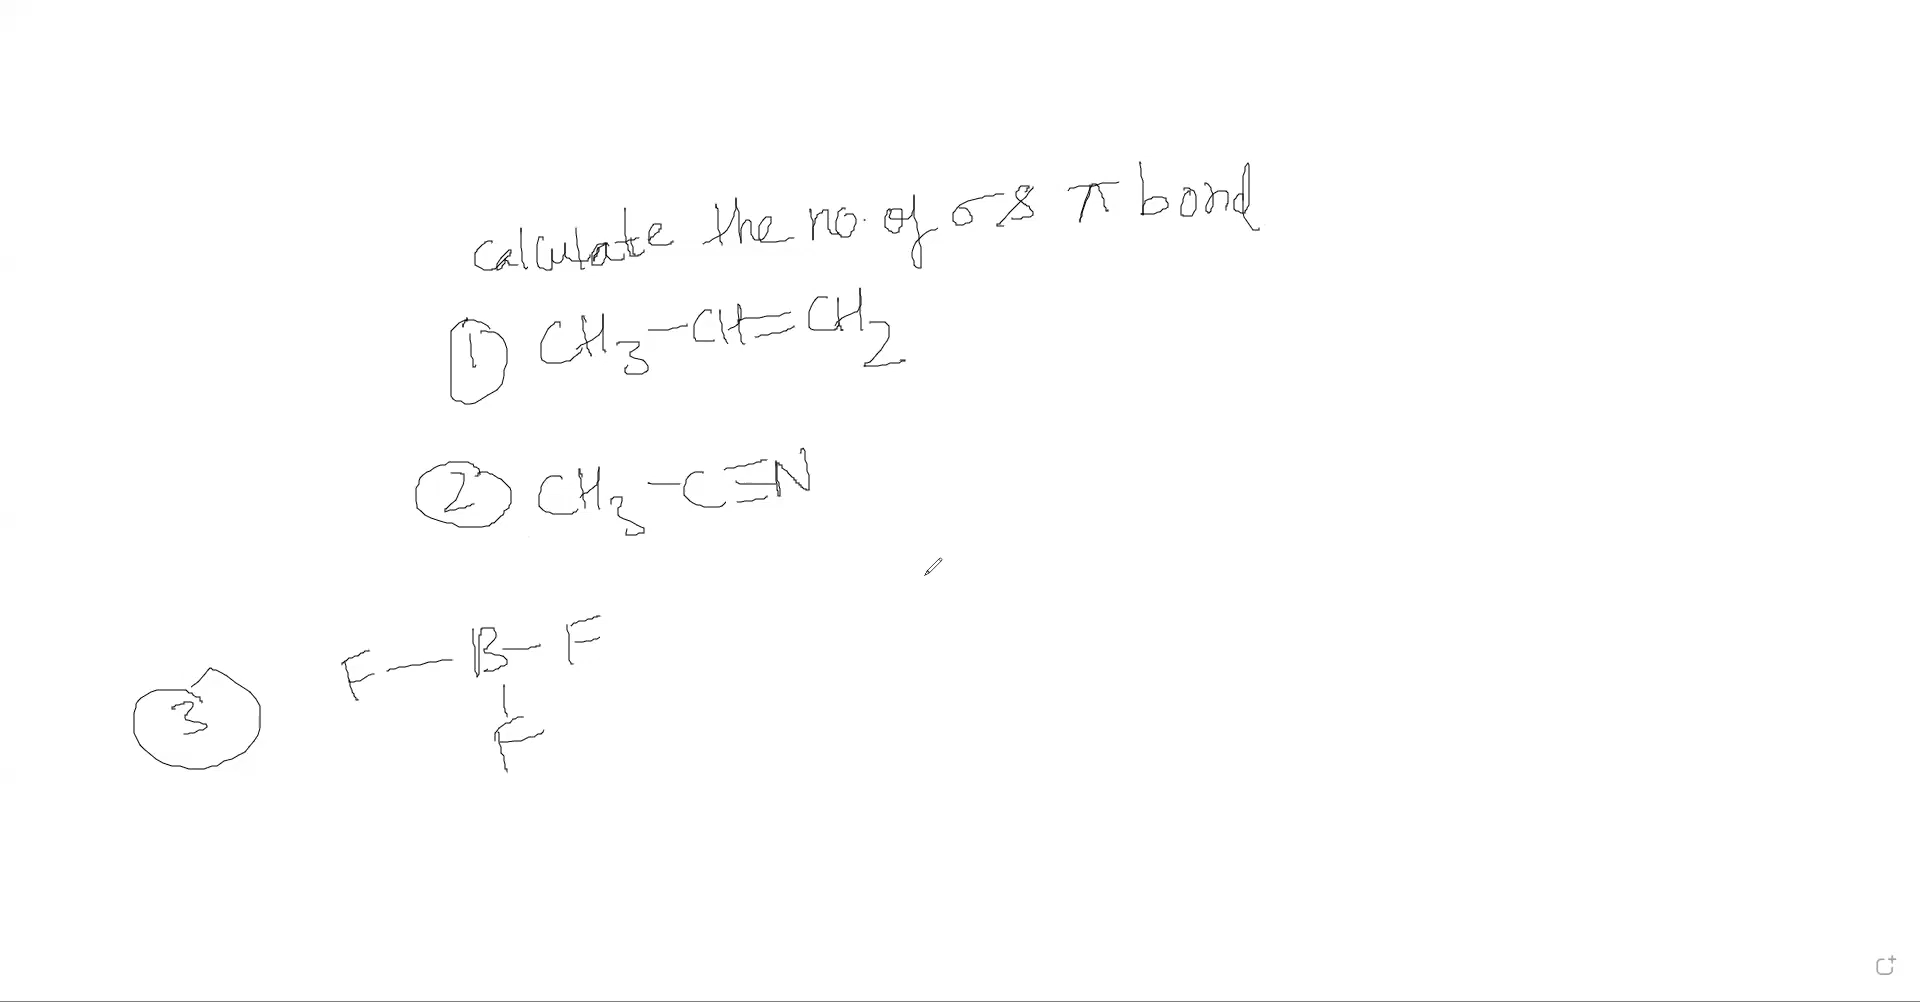 calculate the no. of σ & π bond
① CH₃—CH=CH₂
② CH₃—C≡N
F—B—F
③
F